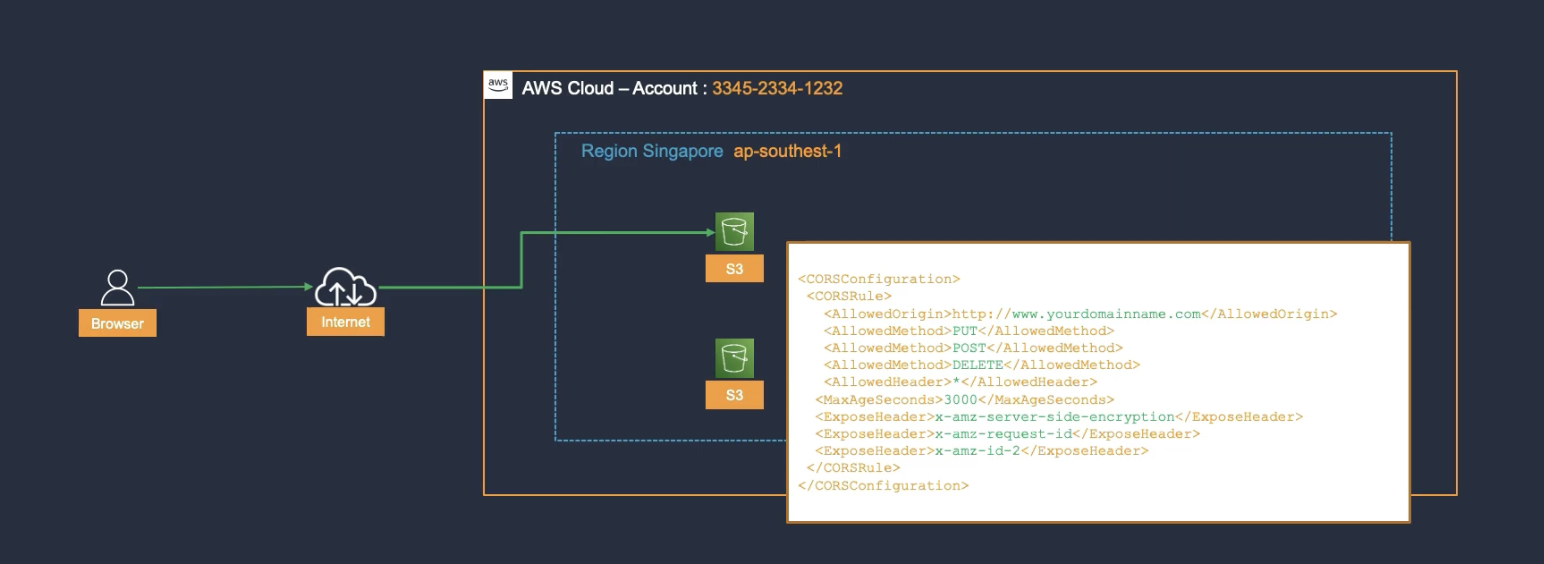 aws
AWS Cloud – Account : 3345-2334-1232
Region Singapore ap-southest-1
S3
Browser
Internet
S3
<CORSConfiguration>
<CORSRule>
<AllowedOrigin>http://www.yourdomainname.com</AllowedOrigin>
<AllowedMethod>PUT</AllowedMethod>
<AllowedMethod>POST</AllowedMethod>
<AllowedMethod>DELETE</AllowedMethod>
<AllowedHeader>*</AllowedHeader>
<MaxAgeSeconds>3000</MaxAgeSeconds>
<ExposeHeader>x-amz-server-side-encryption</ExposeHeader>
<ExposeHeader>x-amz-request-id</ExposeHeader>
<ExposeHeader>x-amz-id-2</ExposeHeader>
</CORSRule>
</CORSConfiguration>